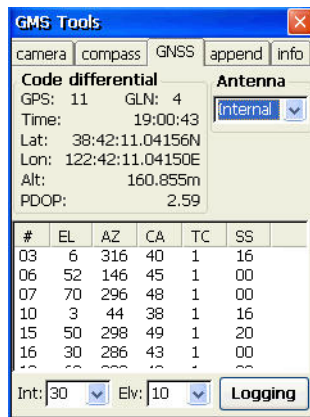 GMS Tools
camera compass GNSS append info
Code differential Antenna
GPS: 11 GLN: 4 Internal
Time: 19:00:43
Lat: 38:42:11.04156N
Lon: 122:42:11.04150E
Alt: 160.855m
PDOP: 2.59
# EL AZ CA TC SS
03 6 316 40 1 16
06 52 146 45 1 00
07 70 296 48 1 00
10 3 44 38 1 16
15 50 298 49 1 20
16 30 286 43 1 00
Int: 30 Elv: 10 Logging